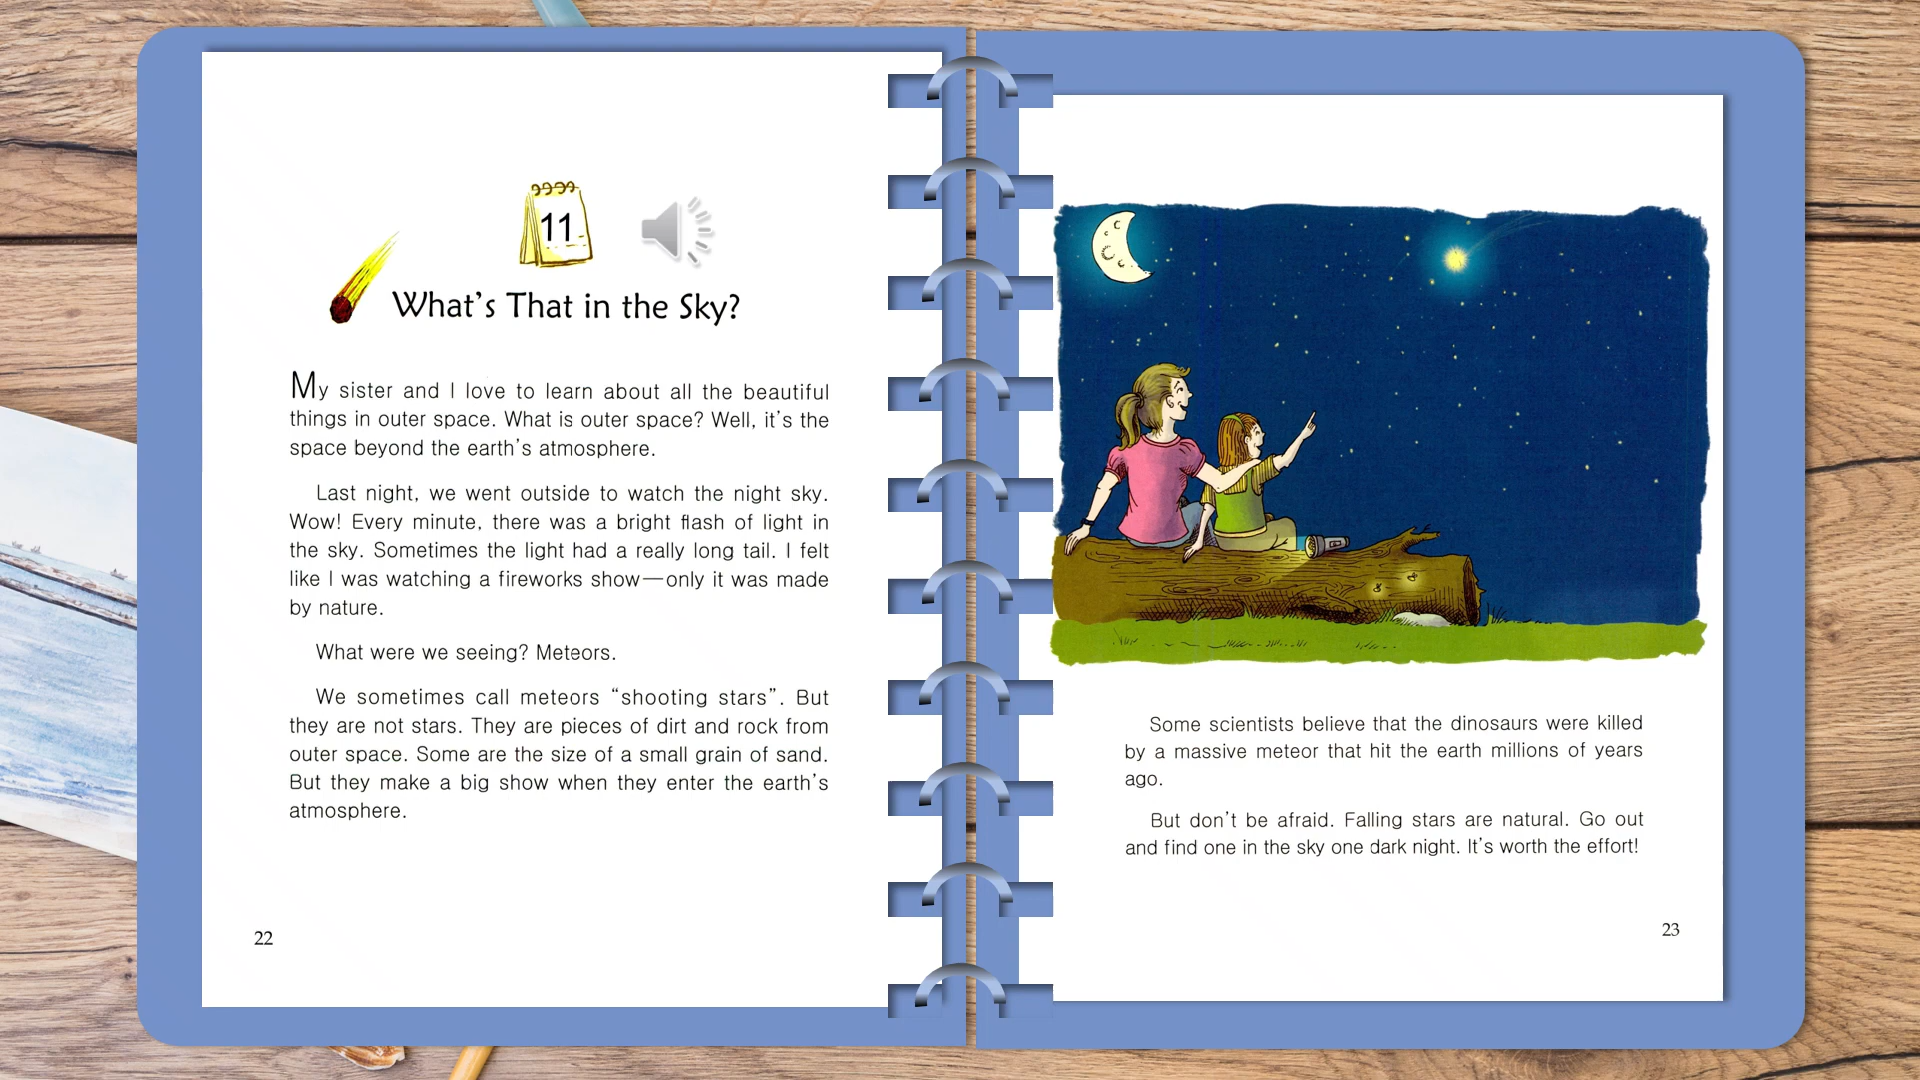 11
What's That in the Sky?
My sister and I love to learn about all the beautiful
things in outer space. What is outer space? Well, it's the
space beyond the earth's atmosphere.
Last night, we went outside to watch the night sky.
Wow! Every minute, there was a bright flash of light in
the sky. Sometimes the light had a really long tail. I felt
like I was watching a fireworks show—only it was made
by nature.
What were we seeing? Meteors.
We sometimes call meteors “shooting stars”. But
they are not stars. They are pieces of dirt and rock from
outer space. Some are the size of a small grain of sand.
But they make a big show when they enter the earth's
atmosphere.
22
Some scientists believe that the dinosaurs were killed
by a massive meteor that hit the earth millions of years
ago.
But don't be afraid. Falling stars are natural. Go out
and find one in the sky one dark night. It's worth the effort!
23